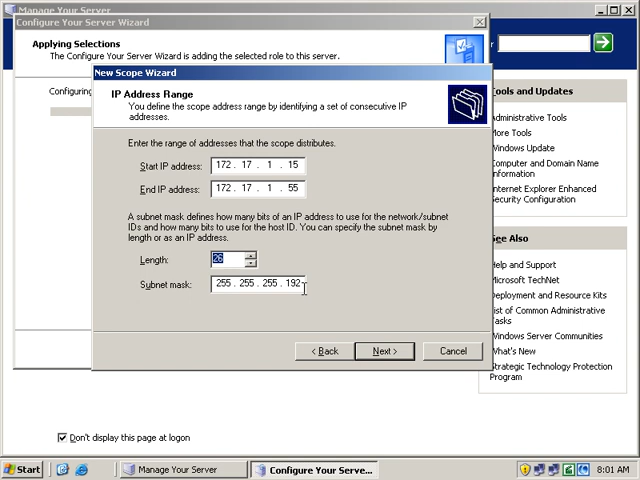 Manage Your Server
Configure Your Server Wizard
Applying Selections
The Configure Your Server Wizard is adding the selected role to this server.
Configuring
New Scope Wizard
IP Address Range
You define the scope address range by identifying a set of consecutive IP
addresses.
Enter the range of addresses that the scope distributes.
Start IP address: 172 . 17 . 1 . 15
End IP address: 172 . 17 . 1 . 55
A subnet mask defines how many bits of an IP address to use for the network/subnet
IDs and how many bits to use for the host ID. You can specify the subnet mask by
length or as an IP address.
Length: 26
Subnet mask: 255 . 255 . 255 . 192
< Back
Next >
Cancel
Tools and Updates
Administrative Tools
More Tools
Windows Update
Computer and Domain Name
Information
Internet Explorer Enhanced
Security Configuration
See Also
Help and Support
Microsoft TechNet
Deployment and Resource Kits
List of Common Administrative
Tasks
Windows Server Communities
What's New
Strategic Technology Protection
Program
Don't display this page at logon
Start
Manage Your Server
Configure Your Serve...
8:01 AM